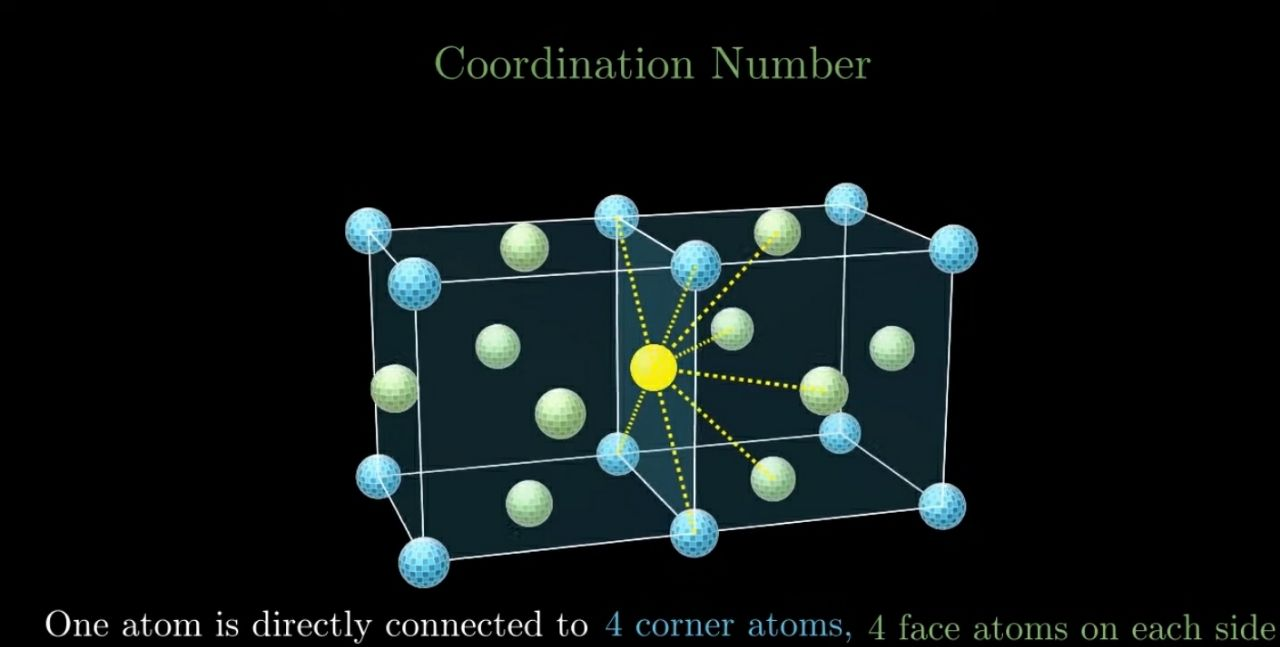 Coordination Number
One atom is directly connected to 4 corner atoms, 4 face atoms on each side